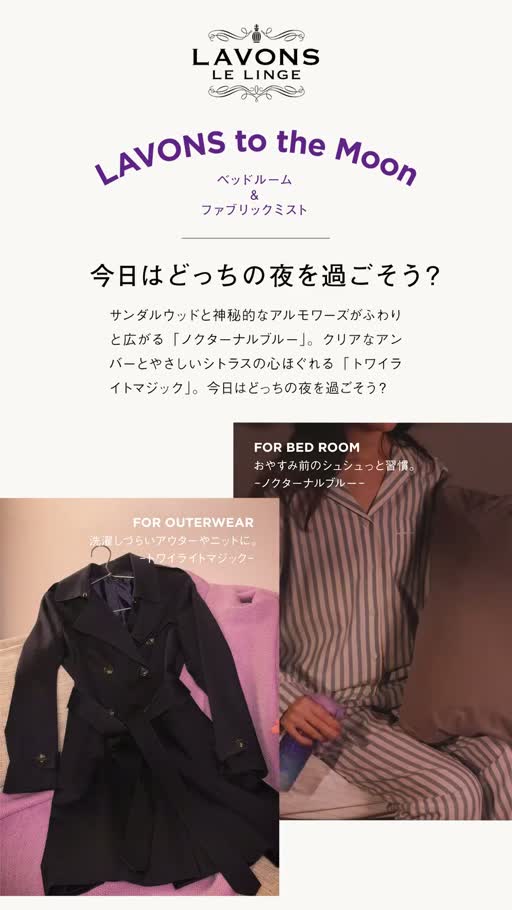 LAVONS
LE LINGE
LAVONS to the Moon
ベッドルーム
&
ファブリックミスト
今日はどっちの夜を過ごそう?
サンダルウッドと神秘的なアルモワーズがふわり
と広がる「ノクターナルブルー」。クリアなアン
バーとやさしいシトラスの心ほぐれる「トワイラ
イトマジック」。今日はどっちの夜を過ごそう?
FOR BED ROOM
おやすみ前のシュシュっと習慣。
−ノクターナルブルー−
FOR OUTERWEAR
洗濯しづらいアウターやニットに。
−トワイライトマジック−